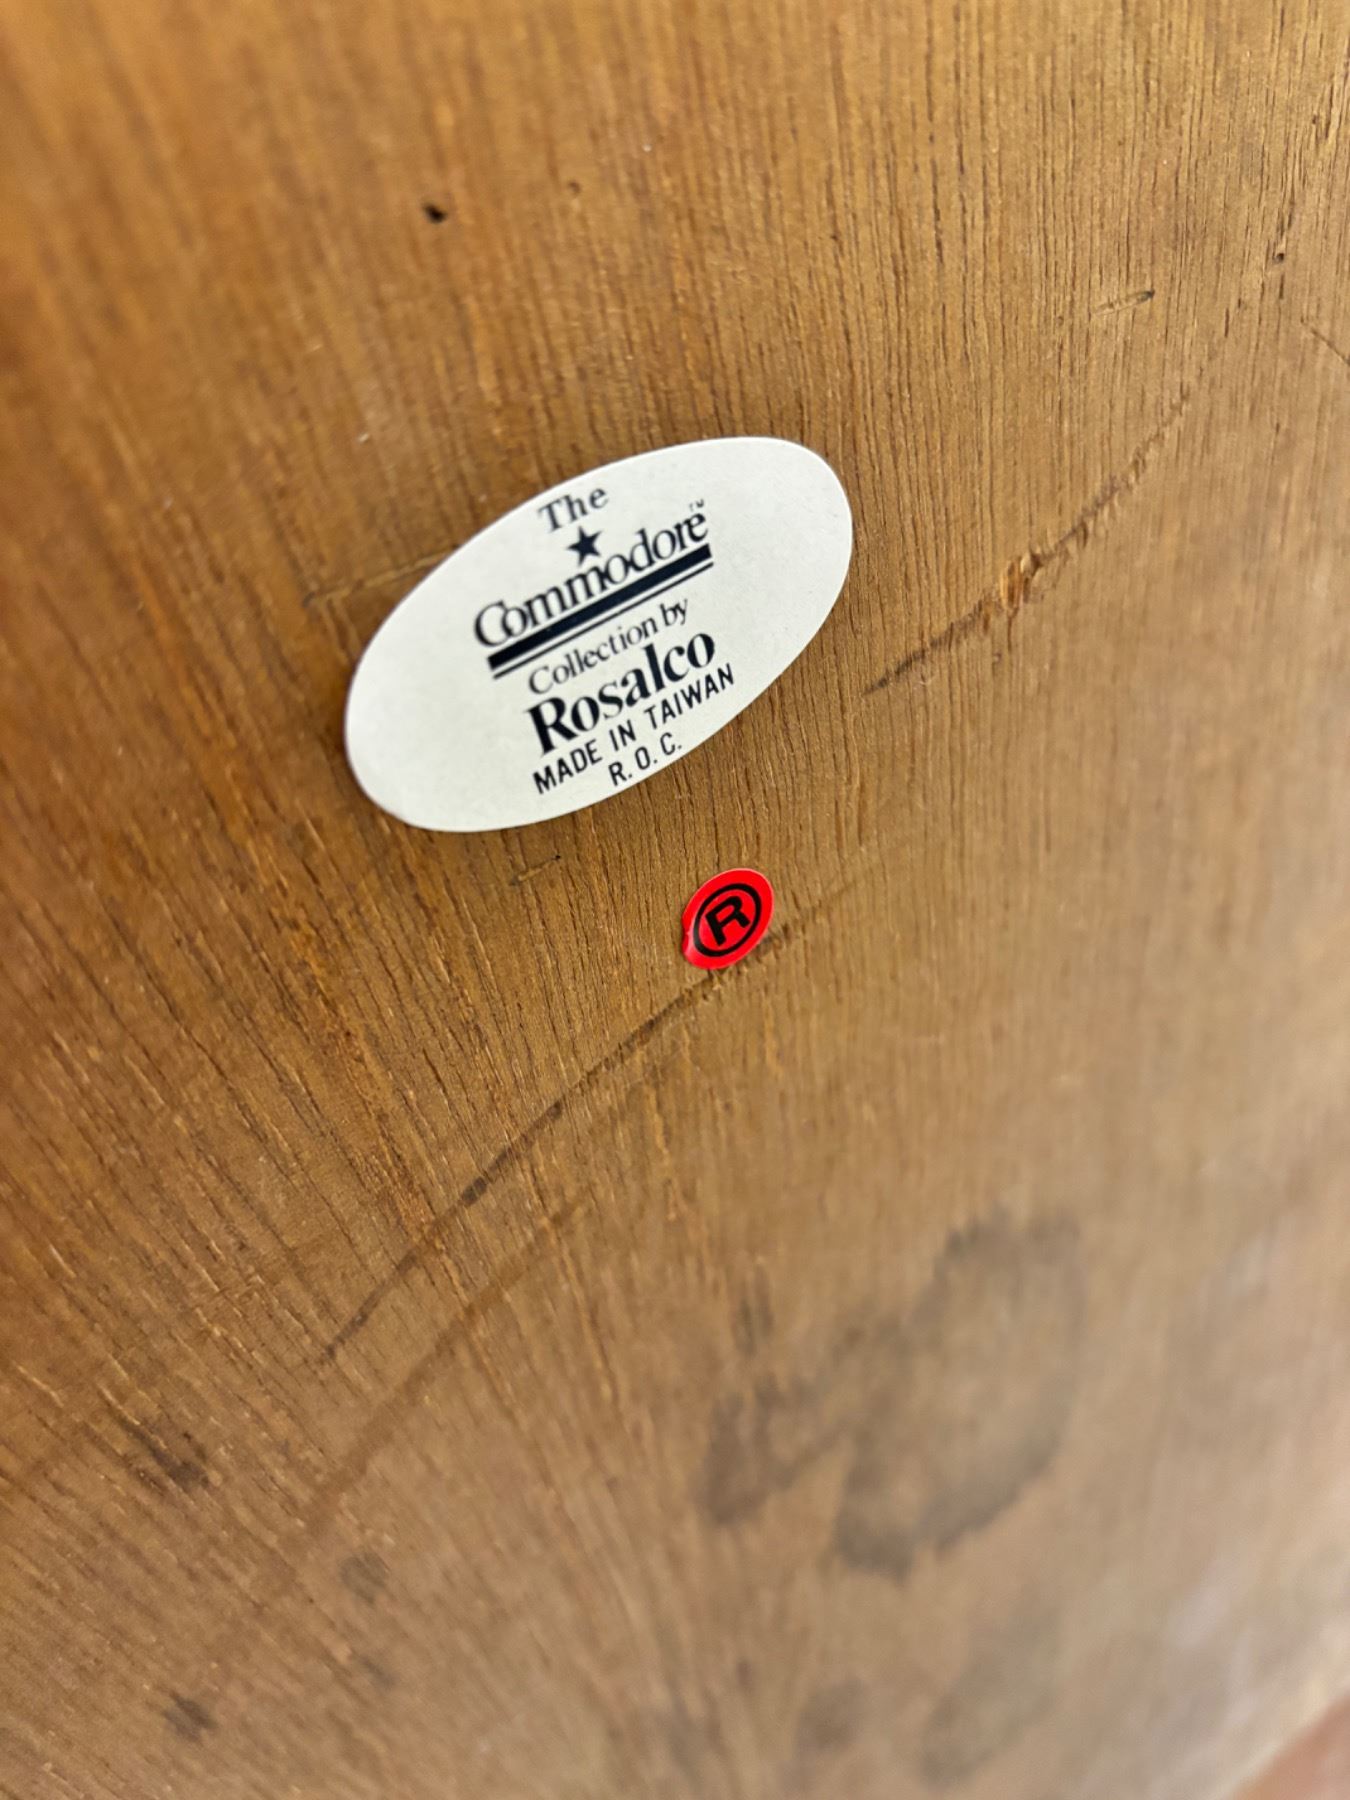 The
Commodore™
Collection by
Rosalco
MADE IN TAIWAN
R. O. C.
R